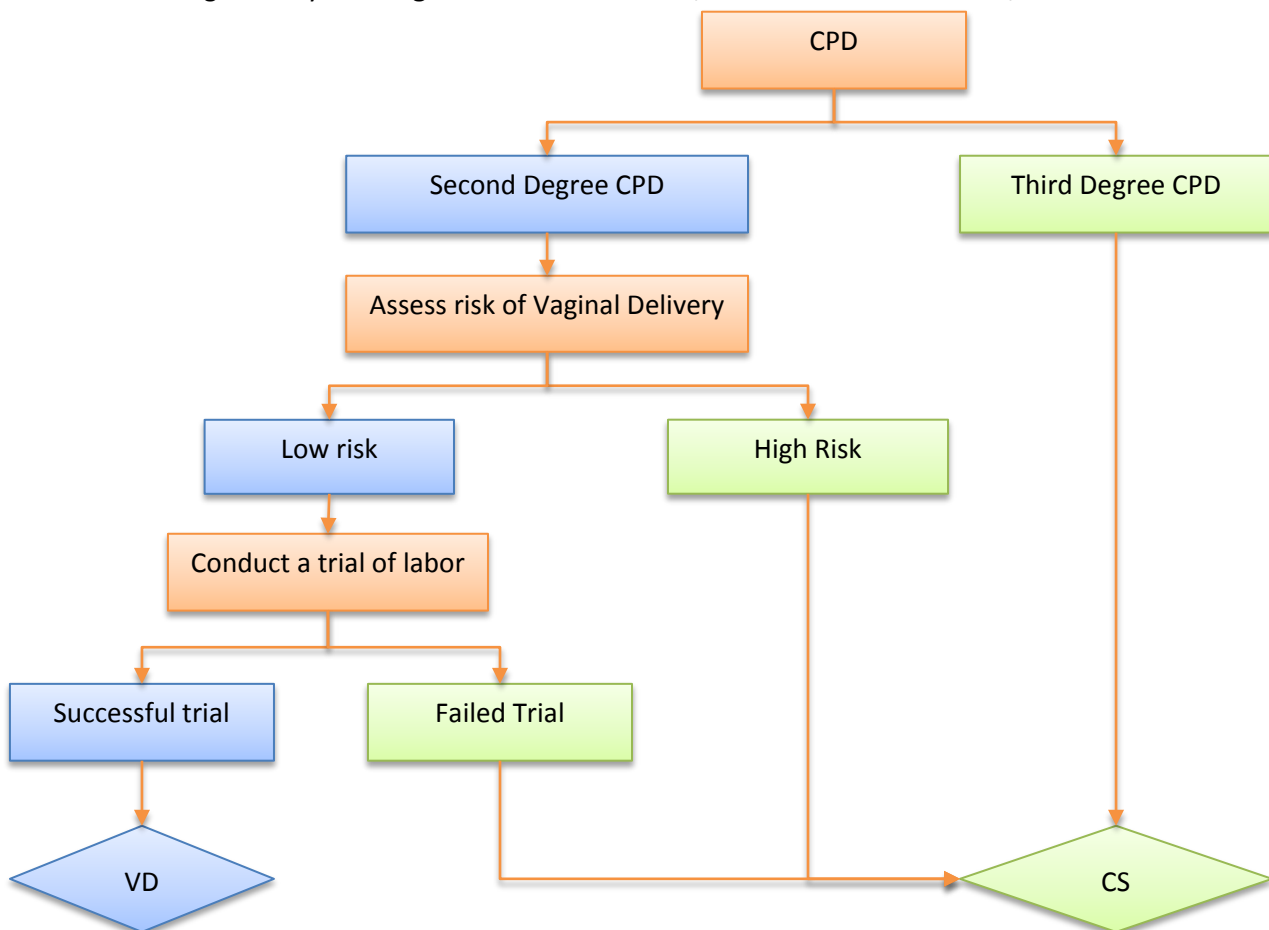 CPD
Second Degree CPD
Third Degree CPD
Assess risk of Vaginal Delivery
Low risk
High Risk
Conduct a trial of labor
Successful trial
Failed Trial
VD
CS